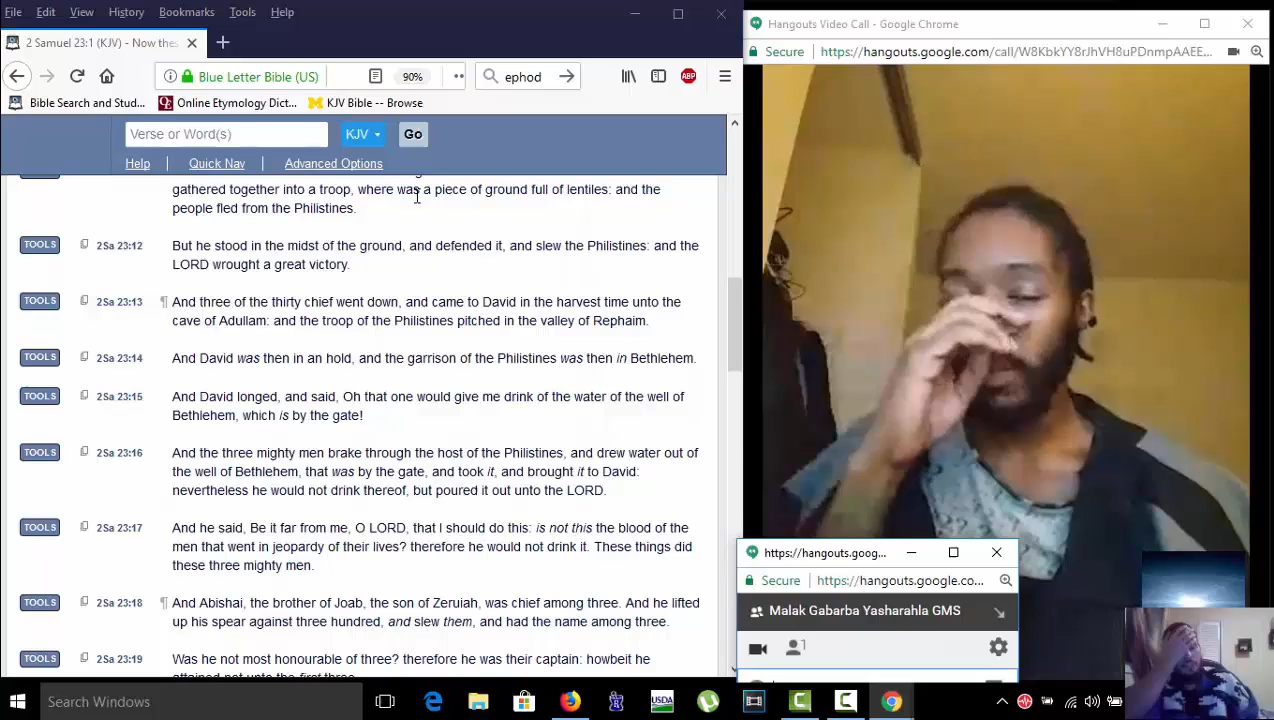 File Edit View History Bookmarks Tools Help
2 Samuel 23:1 (KJV) - Now thes
Blue Letter Bible (US)
90%
ephod
ABP
Bible Search and Stud...
Online Etymology Dict...
KJV Bible -- Browse
Verse or Word(s)
KJV
Go
Help
Quick Nav
Advanced Options
gathered together into a troop, where was a piece of ground full of lentiles: and the
people fled from the Philistines.
TOOLS 2Sa 23:12 But he stood in the midst of the ground, and defended it, and slew the Philistines: and the
LORD wrought a great victory.
TOOLS 2Sa 23:13 ¶ And three of the thirty chief went down, and came to David in the harvest time unto the
cave of Adullam: and the troop of the Philistines pitched in the valley of Rephaim.
TOOLS 2Sa 23:14 And David was then in an hold, and the garrison of the Philistines was then in Bethlehem.
TOOLS 2Sa 23:15 And David longed, and said, Oh that one would give me drink of the water of the well of
Bethlehem, which is by the gate!
TOOLS 2Sa 23:16 And the three mighty men brake through the host of the Philistines, and drew water out of
the well of Bethlehem, that was by the gate, and took it, and brought it to David:
nevertheless he would not drink thereof, but poured it out unto the LORD.
TOOLS 2Sa 23:17 And he said, Be it far from me, O LORD, that I should do this: is not this the blood of the
men that went in jeopardy of their lives? therefore he would not drink it. These things did
these three mighty men.
TOOLS 2Sa 23:18 ¶ And Abishai, the brother of Joab, the son of Zeruiah, was chief among three. And he lifted
up his spear against three hundred, and slew them, and had the name among three.
TOOLS 2Sa 23:19 Was he not most honourable of three? therefore he was their captain: howbeit he
attained not unto the first three.
Hangouts Video Call - Google Chrome
Secure https://hangouts.google.com/call/W8KbkYY8rJhVH8uPDnmpAAEE...
https://hangouts.goog...
Secure https://hangouts.google.co...
Malak Gabarba Yasharahla GMS
1
Search Windows
USDA